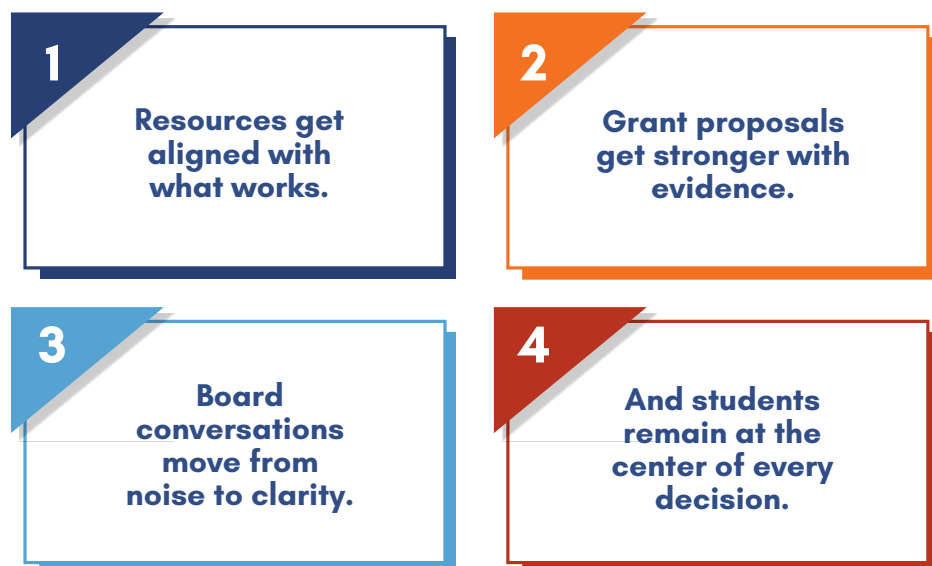 1
Resources get
aligned with
what works.
2
Grant proposals
get stronger with
evidence.
3
Board
conversations
move from
noise to clarity.
4
And students
remain at the
center of every
decision.